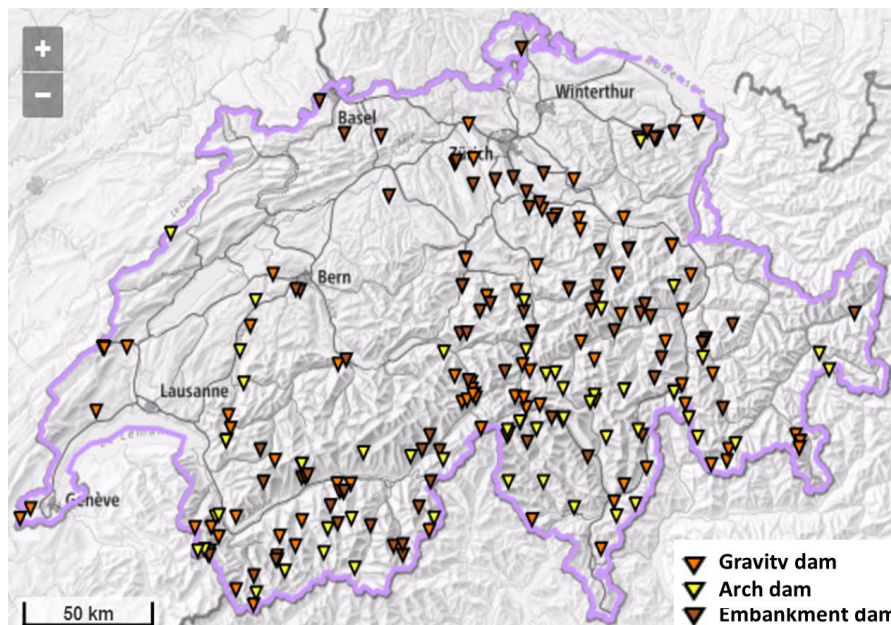 +
Winterthur
Basel
Zürich
Bern
Lausanne
Genève
Gravity dam
Arch dam
Embankment dam
50 km